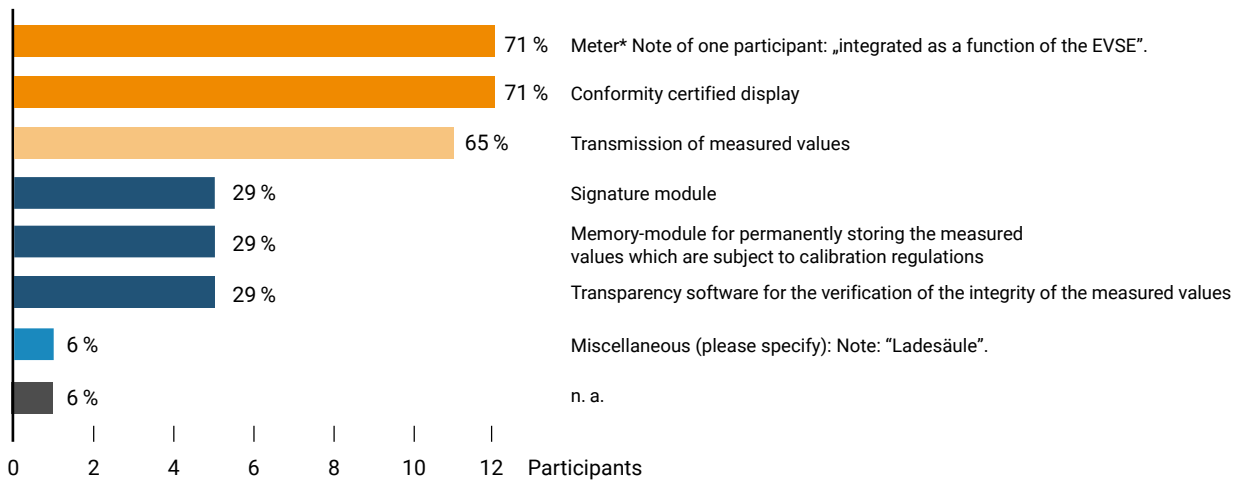 71 % Meter* Note of one participant: „integrated as a function of the EVSE”.
71 % Conformity certified display
65 % Transmission of measured values
29 % Signature module
29 % Memory-module for permanently storing the measured
values which are subject to calibration regulations
29 % Transparency software for the verification of the integrity of the measured values
6 % Miscellaneous (please specify): Note: “Ladesäule”.
6 % n. a.
0 2 4 6 8 10 12 Participants